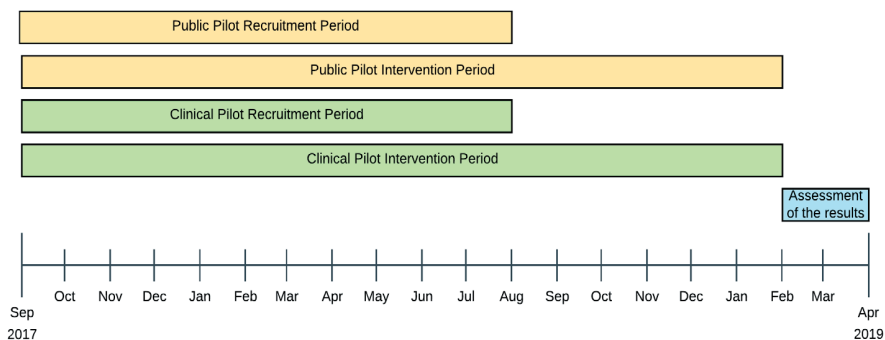 Public Pilot Recruitment Period
Public Pilot Intervention Period
Clinical Pilot Recruitment Period
Clinical Pilot Intervention Period
Assessment
of the results
Oct Nov Dec Jan Feb Mar Apr May Jun Jul Aug Sep Oct Nov Dec Jan Feb Mar
Sep Apr
2017 2019